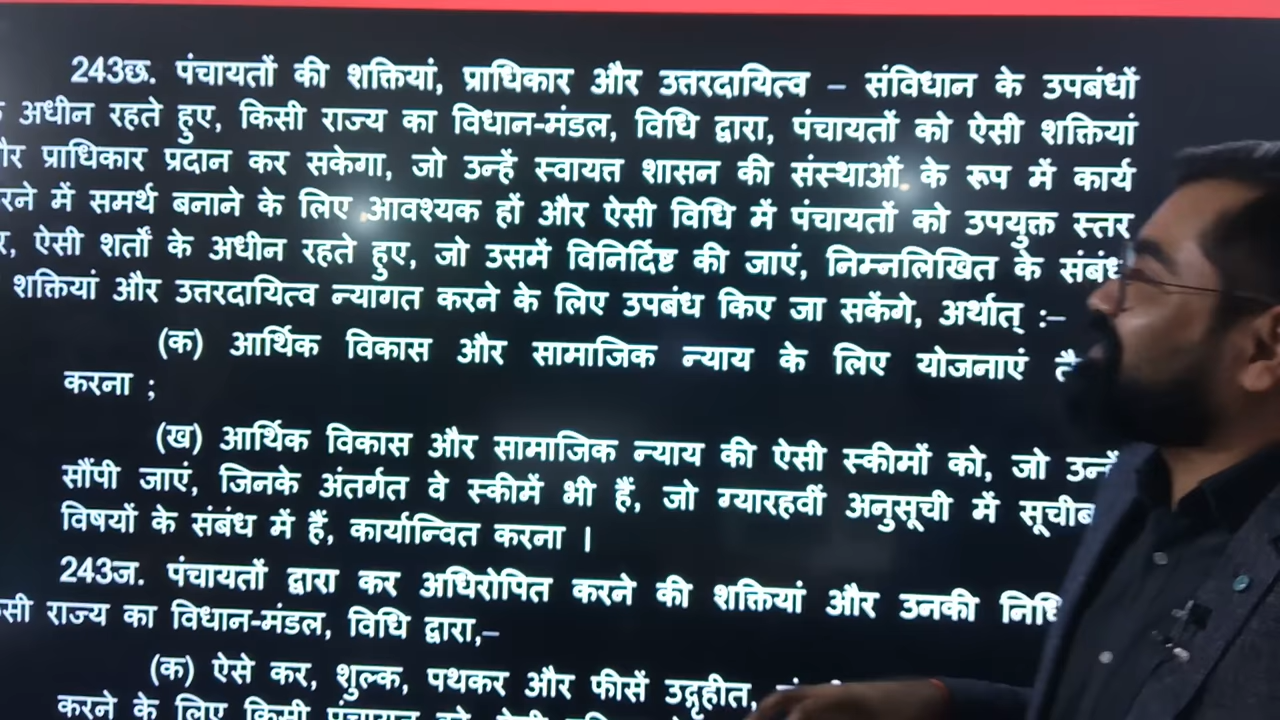 243छ. पंचायतों की शक्तियां, प्राधिकार और उत्तरदायित्व – संविधान के उपबंधों
अधीन रहते हुए, किसी राज्य का विधान-मंडल, विधि द्वारा, पंचायतों को ऐसी शक्तियां
प्राधिकार प्रदान कर सकेगा, जो उन्हें स्वायत्त शासन की संस्थाओं के रूप में कार्य
में समर्थ बनाने के लिए आवश्यक हों और ऐसी विधि में पंचायतों को उपयुक्त स्तर
ऐसी शर्तों के अधीन रहते हुए, जो उसमें विनिर्दिष्ट की जाएं, निम्नलिखित के
शक्तियां और उत्तरदायित्व न्यागत करने के लिए उपबंध किए जा सकेंगे, अर्थात् :–
(क) आर्थिक विकास और सामाजिक न्याय के लिए योजनाएं
करना ;
(ख) आर्थिक विकास और सामाजिक न्याय की ऐसी स्कीमों को, जो
सौंपी जाएं, जिनके अंतर्गत वे स्कीमें भी हैं, जो ग्यारहवीं अनुसूची में
विषयों के संबंध में हैं, कार्यान्वित करना ।
243ज. पंचायतों द्वारा कर अधिरोपित करने की शक्तियां और उनकी
राज्य का विधान-मंडल, विधि द्वारा,–
(क) ऐसे कर, शुल्क, पथकर और फीसें उद्गृहीत,
करने के लिए किसी